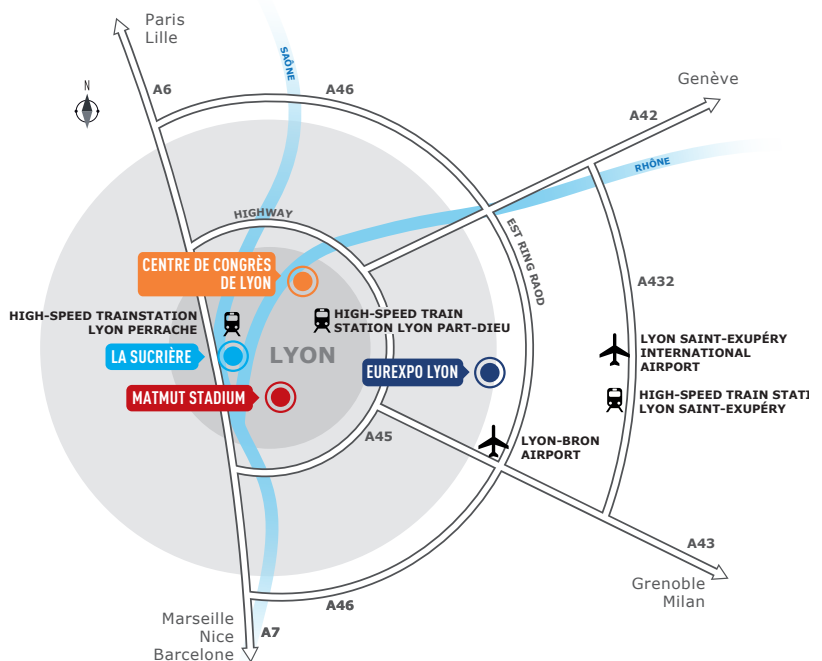 Paris
Lille
N
A6
SAÔNE
A46
Genève
A42
RHÔNE
HIGHWAY
EST RING RAOD
CENTRE DE CONGRÈS
DE LYON
A432
HIGH-SPEED TRAINSTATION
LYON PERRACHE
HIGH-SPEED TRAIN
STATION LYON PART-DIEU
LYON SAINT-EXUPÉRY
INTERNATIONAL
AIRPORT
LA SUCRIÈRE
LYON
EUREXPO LYON
MATMUT STADIUM
HIGH-SPEED TRAIN STATI
LYON SAINT-EXUPÉRY
A45
LYON-BRON
AIRPORT
A43
Grenoble
Milan
A46
Marseille
Nice
Barcelone
A7